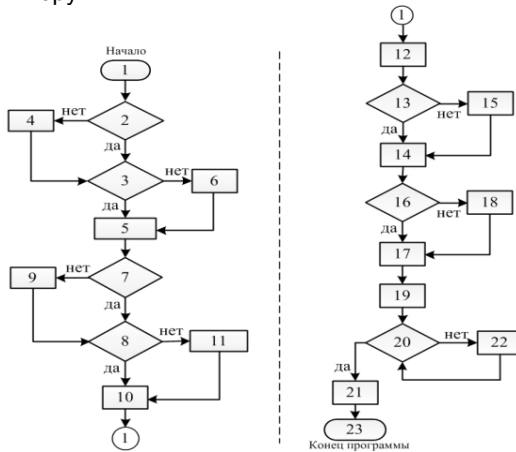 Начало
1
2
нет
4
да
3
нет
6
да
5
7
нет
9
да
8
нет
11
да
10
1
1
12
13
нет
15
да
14
16
нет
18
да
17
19
20
нет
22
да
21
23
Конец программы